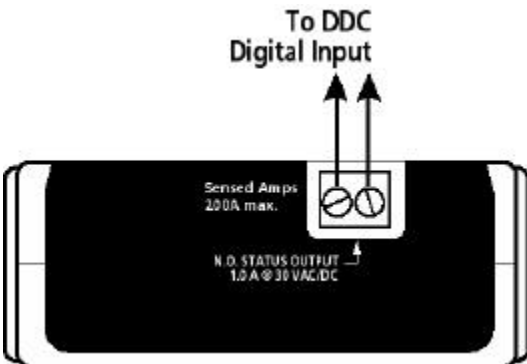 To DDC
Digital Input
Sensed Amps
200A max.
N.O. STATUS OUTPUT
1.0 A @ 30 VAC/DC